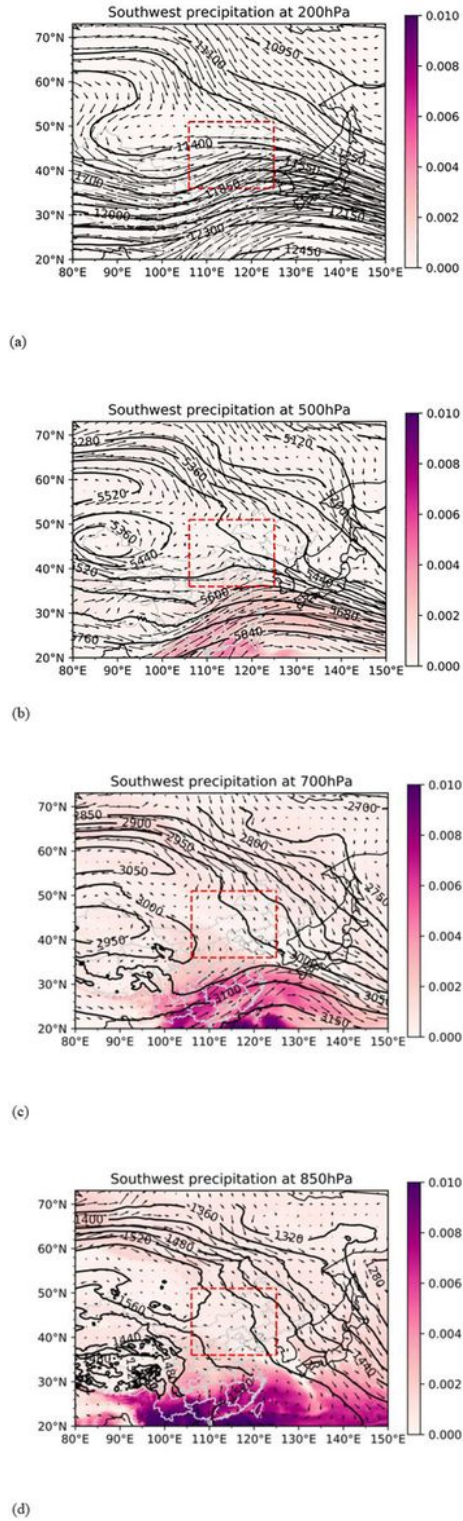 Southwest precipitation at 200hPa
70°N
60°N
50°N
40°N
30°N
20°N
80°E 90°E 100°E 110°E 120°E 130°E 140°E 150°E
11100
10950
11400
12000
12300
12150
12450
0.010
0.008
0.006
0.004
0.002
0.000
(a)
Southwest precipitation at 500hPa
70°N
60°N
50°N
40°N
30°N
20°N
80°E 90°E 100°E 110°E 120°E 130°E 140°E 150°E
5280
5120
5360
5520
5360
5440
5520
5600
5680
5760
5840
0.010
0.008
0.006
0.004
0.002
0.000
(b)
Southwest precipitation at 700hPa
70°N
60°N
50°N
40°N
30°N
20°N
80°E 90°E 100°E 110°E 120°E 130°E 140°E 150°E
2850
2900
2950
2700
2800
3050
2750
3000
2950
3100
3050
3150
0.010
0.008
0.006
0.004
0.002
0.000
(c)
Southwest precipitation at 850hPa
70°N
60°N
50°N
40°N
30°N
20°N
80°E 90°E 100°E 110°E 120°E 130°E 140°E 150°E
1400
1360
1520
1480
1320
1280
1560
1440
1440
0.010
0.008
0.006
0.004
0.002
0.000
(d)